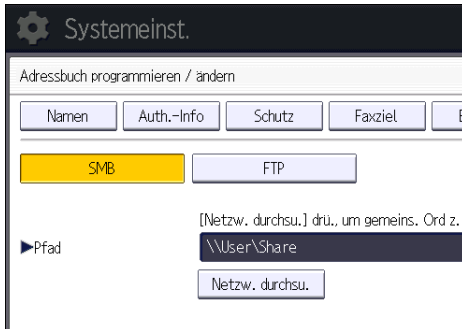 Systemeinst.
Adressbuch programmieren / ändern
Namen Auth.-Info Schutz Faxziel
SMB FTP
[Netzw. durchsu.] drü., um gemeins. Ord z.
▶Pfad \\User\Share
Netzw. durchsu.